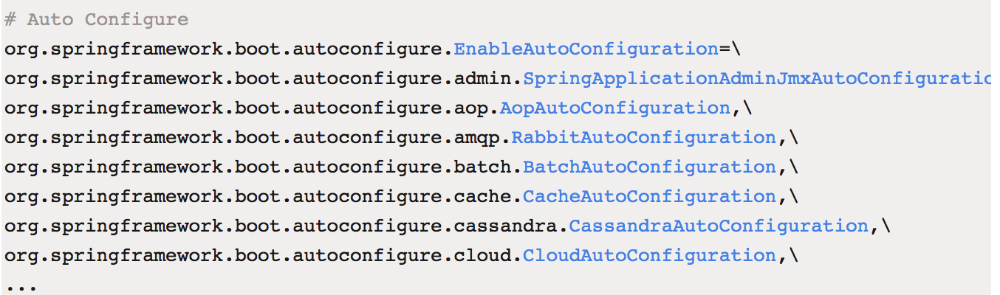 # Auto Configure
org.springframework.boot.autoconfigure.EnableAutoConfiguration=\
org.springframework.boot.autoconfigure.admin.SpringApplicationAdminJmxAutoConfiguratio
org.springframework.boot.autoconfigure.aop.AopAutoConfiguration,\
org.springframework.boot.autoconfigure.amqp.RabbitAutoConfiguration,\
org.springframework.boot.autoconfigure.batch.BatchAutoConfiguration,\
org.springframework.boot.autoconfigure.cache.CacheAutoConfiguration,\
org.springframework.boot.autoconfigure.cassandra.CassandraAutoConfiguration,\
org.springframework.boot.autoconfigure.cloud.CloudAutoConfiguration,\
...